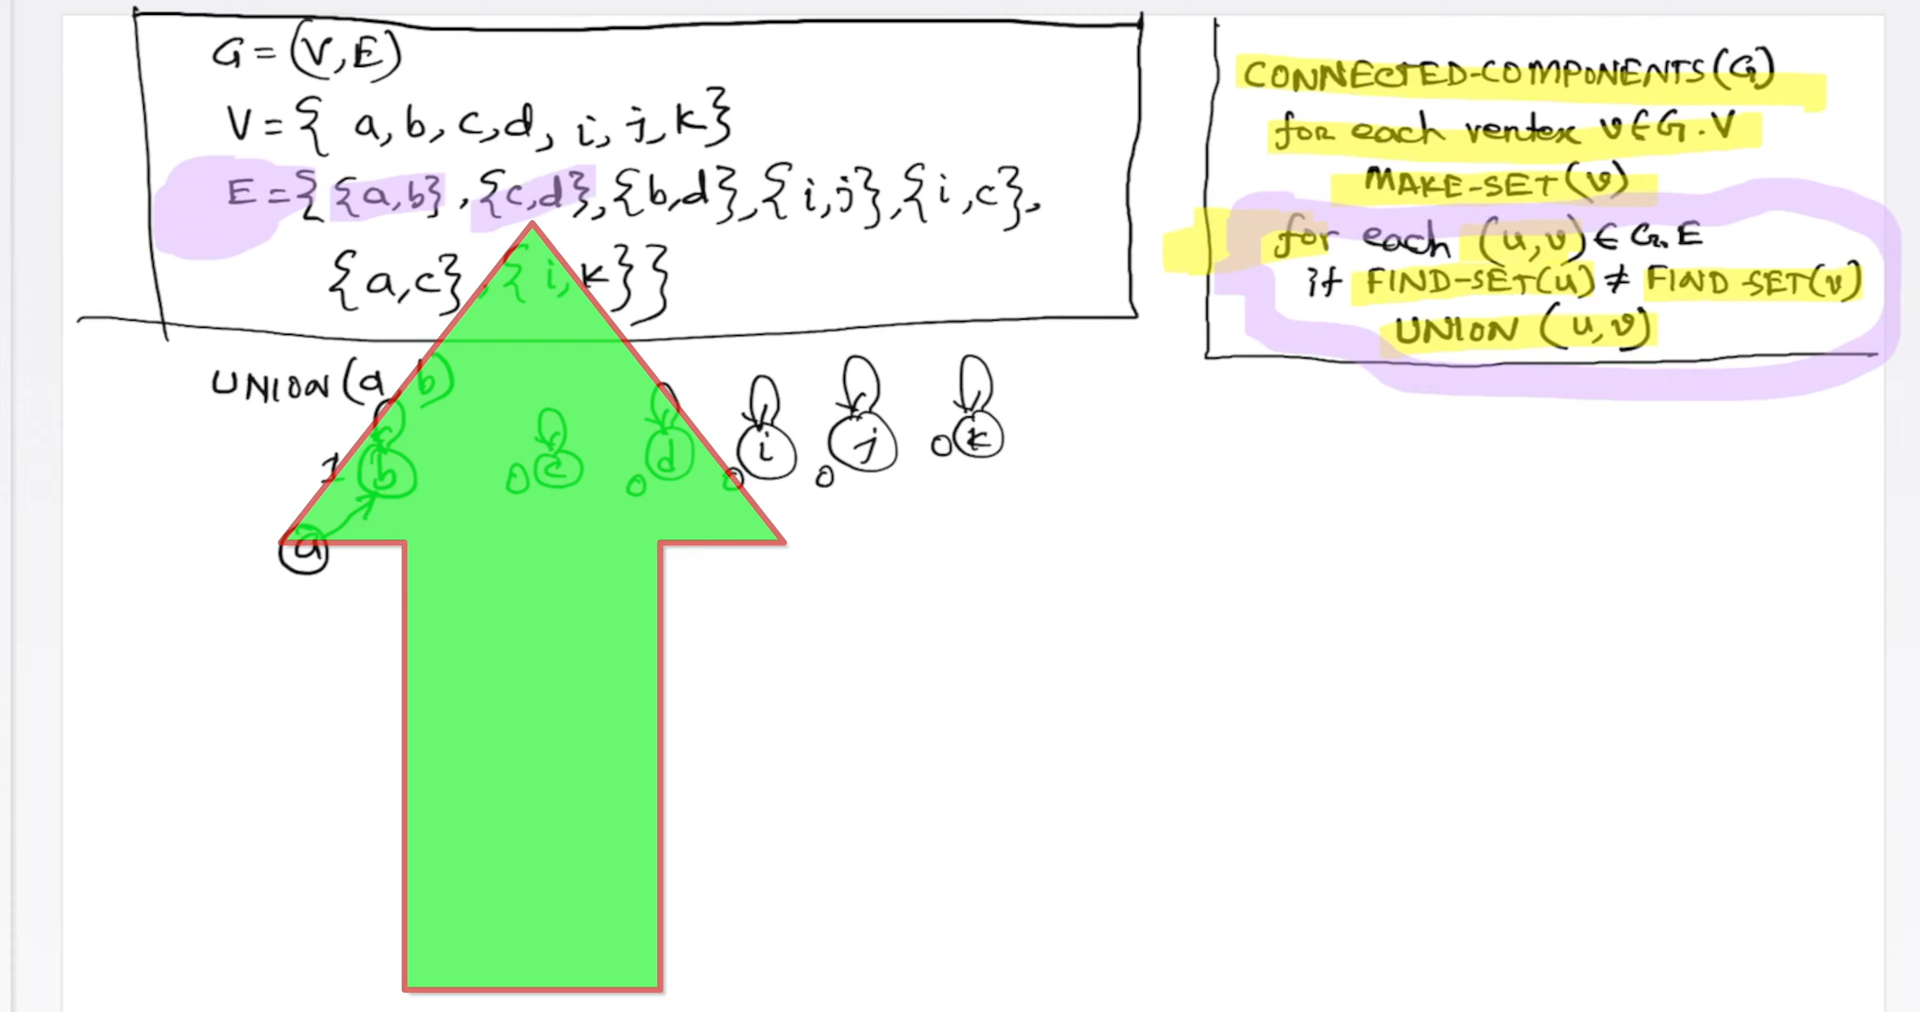 G = (V,E)
V = { a, b, c, d, i, j, k}
E = { {a,b}, {c,d}, {b,d}, {i,j}, {i,c},
{a,c}, {i,k}}
UNION (a b)
1 b
0 c
0 d
0 i
0 j
0 k
a
CONNECTED-COMPONENTS (G)
for each vertex v ∈ G.V
MAKE-SET (v)
for each (u,v) ∈ G.E
if FIND-SET(u) ≠ FIND-SET(v)
UNION (u,v)